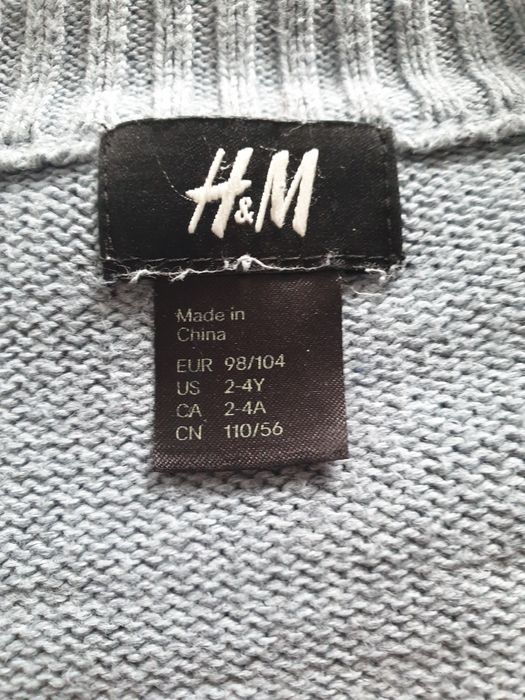 H&M
Made in
China
EUR 98/104
US 2-4Y
CA 2-4A
CN 110/56